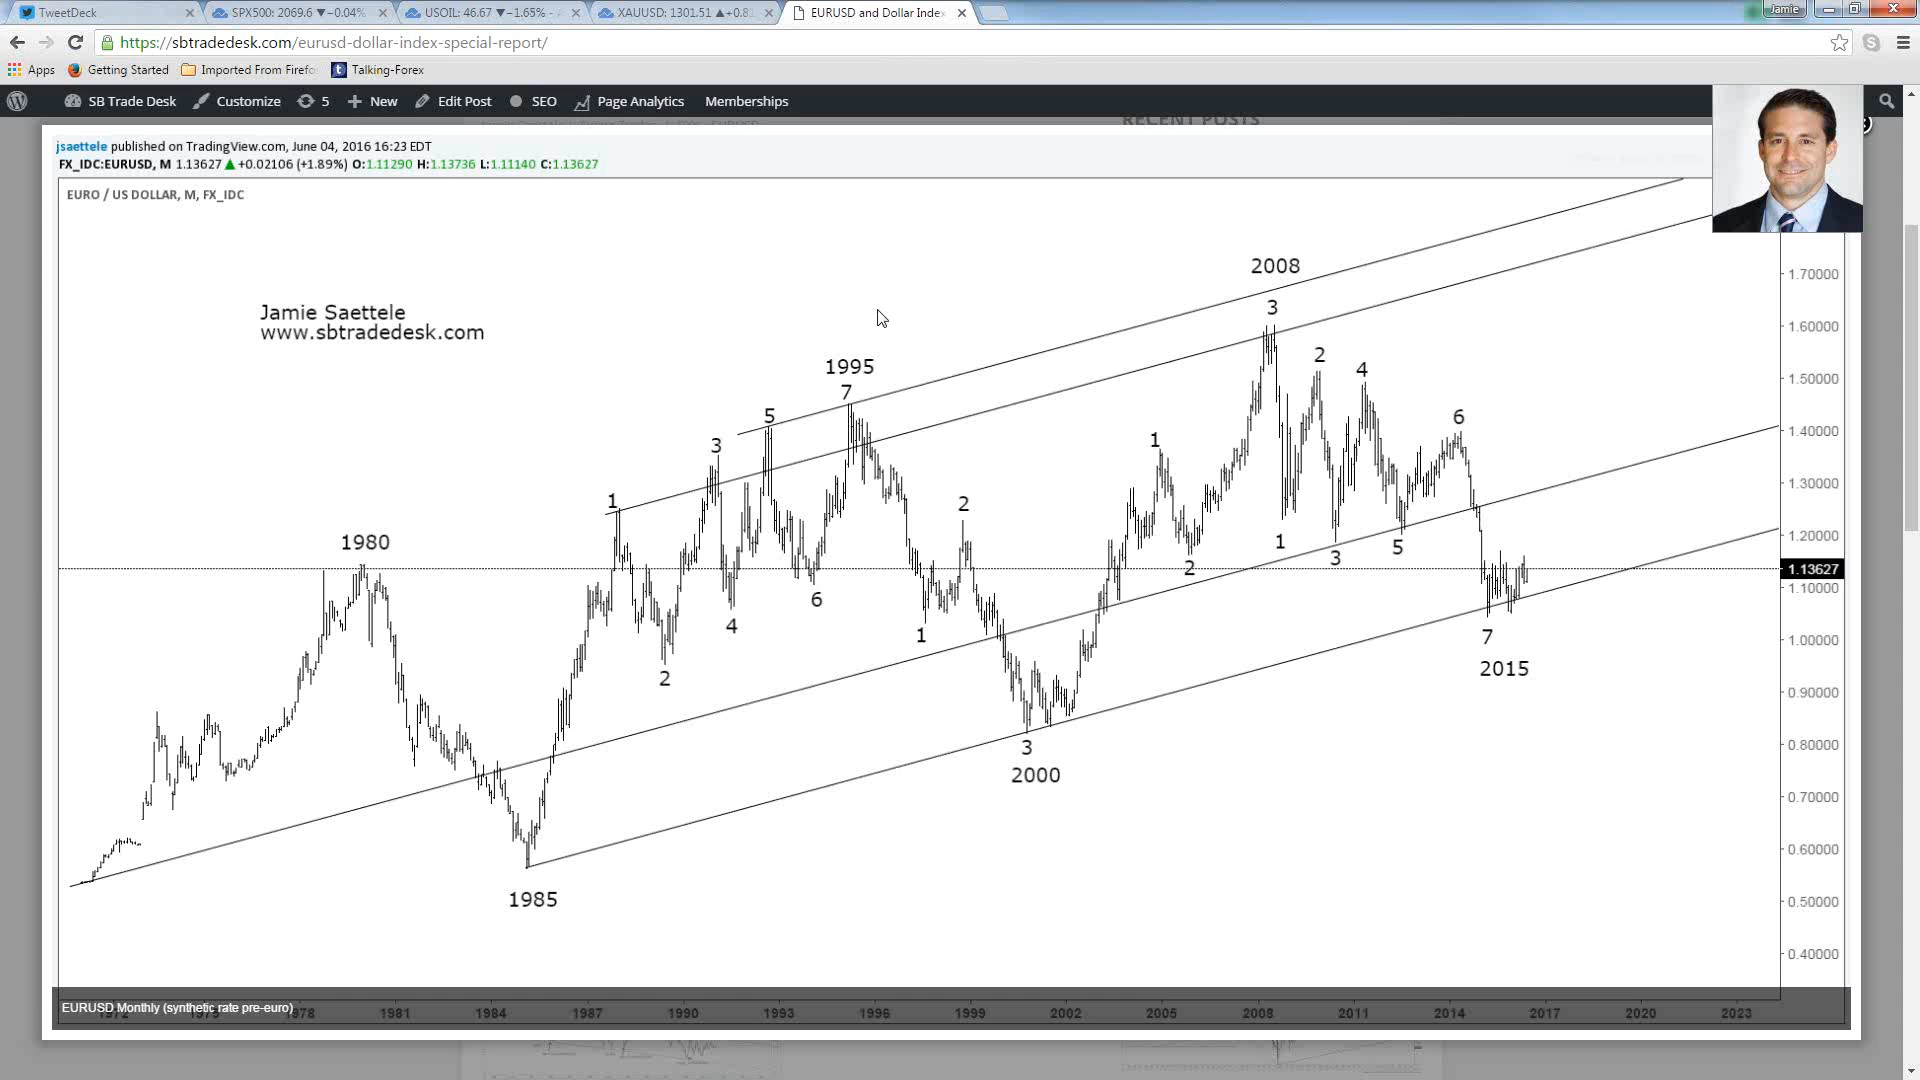 TweetDeck
SPX500: 2069.6 ▼−0.04%
USOIL: 46.67 ▼−1.65% -
XAUUSD: 1301.51 ▲+0.8
EURUSD and Dollar Index
Jamie
https://sbtradedesk.com/eurusd-dollar-index-special-report/
Apps
Getting Started
Imported From Firefo
Talking-Forex
SB Trade Desk
Customize
5
New
Edit Post
SEO
Page Analytics
Memberships
RECENT POSTS
jsaettele published on TradingView.com, June 04, 2016 16:23 EDT
FX_IDC:EURUSD, M 1.13627 ▲ +0.02106 (+1.89%) O:1.11290 H:1.13736 L:1.11140 C:1.13627
EURO / US DOLLAR, M, FX_IDC
Jamie Saettele
www.sbtradedesk.com
1980
1985
1
2
3
4
5
6
7
1995
1
2
3
2000
1
2
3
2008
1
2
3
4
5
6
7
2015
1.70000
1.60000
1.50000
1.40000
1.30000
1.20000
1.13627
1.10000
1.00000
0.90000
0.80000
0.70000
0.60000
0.50000
0.40000
EURUSD Monthly (synthetic rate pre-euro)
1972 1975 1978 1981 1984 1987 1990 1993 1996 1999 2002 2005 2008 2011 2014 2017 2020 2023